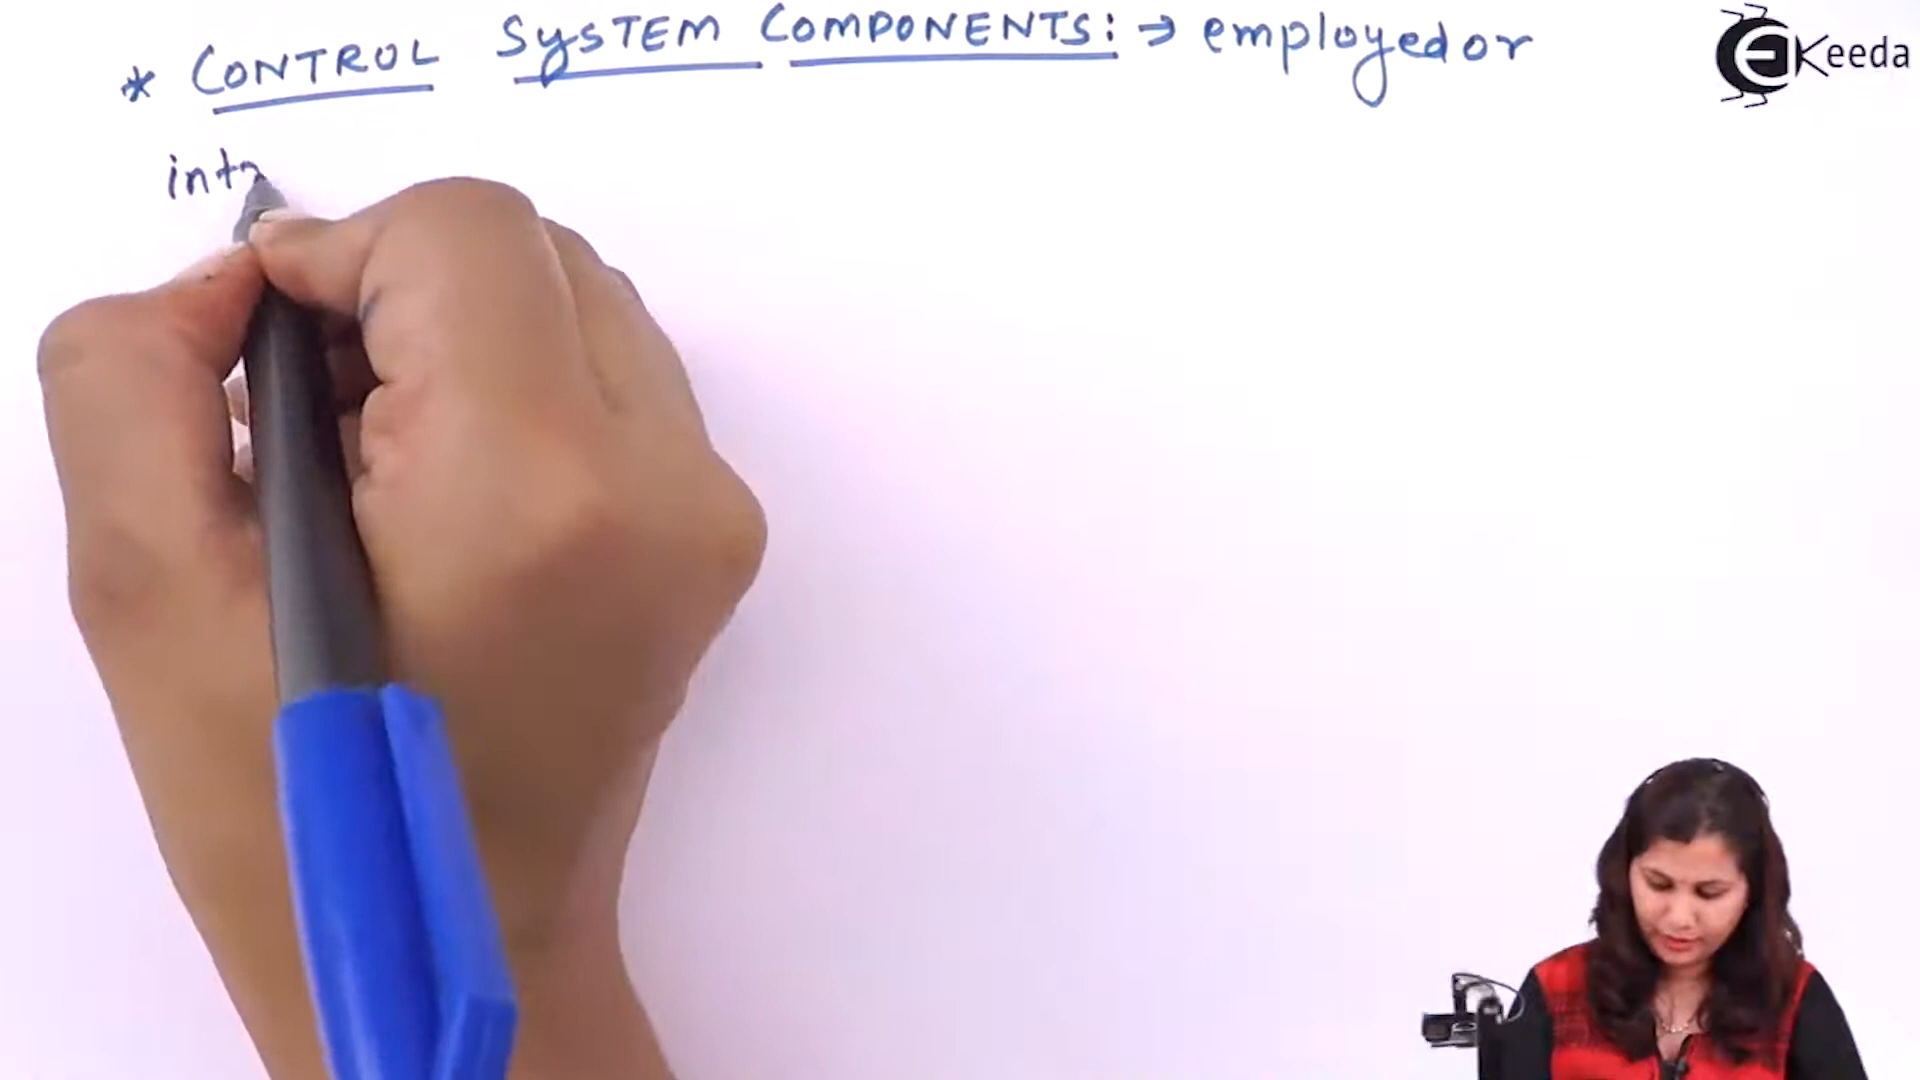 * CONTROL SYSTEM COMPONENTS: → employed or
Keeda